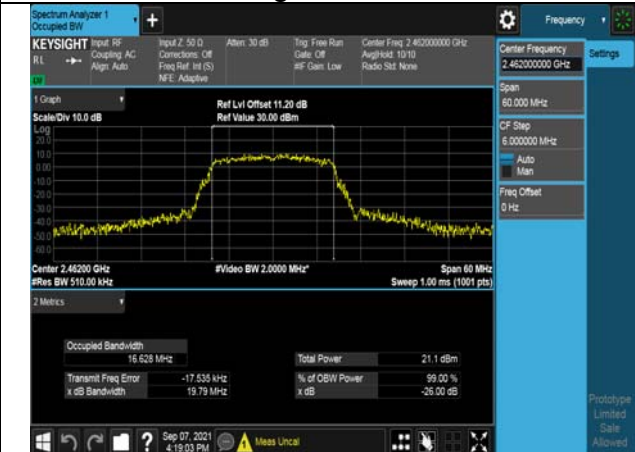 Spectrum Analyzer 1
Occupied BW
Frequency
KEYSIGHT
Input: RF
Coupling: AC
Align: Auto
Input Z: 50 Ω
Corrections: Off
Freq Ref: Int (S)
NFE: Adaptive
Atten: 30 dB
Trig: Free Run
Gate: Off
#IF Gain: Low
Center Freq: 2.462000000 GHz
Avg|Hold: 10/10
Radio Std: None
RL
Center Frequency
2.462000000 GHz
Settings
Span
60.000 MHz
CF Step
6.000000 MHz
Auto
Man
Freq Offset
0 Hz
1 Graph
Scale/Div 10.0 dB
Ref Lvl Offset 11.20 dB
Ref Value 30.00 dBm
Log
20.0
10.0
0.00
-10.0
-20.0
-30.0
-40.0
-50.0
-60.0
Center 2.46200 GHz
#Video BW 2.0000 MHz*
Span 60 MHz
#Res BW 510.00 kHz
Sweep 1.00 ms (1001 pts)
2 Metrics
Occupied Bandwidth
16.628 MHz
Total Power 21.1 dBm
Transmit Freq Error -17.535 kHz
% of OBW Power 99.00 %
x dB Bandwidth 19.79 MHz
x dB -26.00 dB
Prototype
Limited
Sale
Allowed
Sep 07, 2021
4:19:03 PM
Meas Uncal